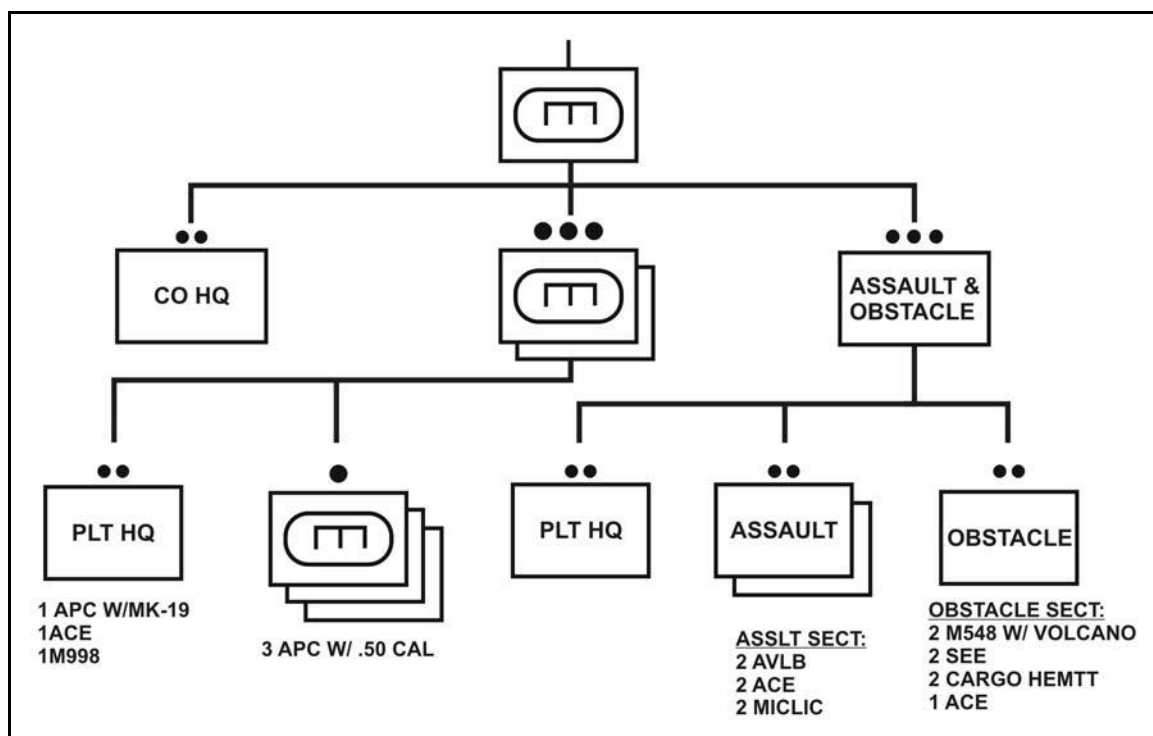 CO HQ
ASSAULT &
OBSTACLE
PLT HQ
1 APC W/MK-19
1ACE
1M998
3 APC W/ .50 CAL
PLT HQ
ASSAULT
ASSLT SECT:
2 AVLB
2 ACE
2 MICLIC
OBSTACLE
OBSTACLE SECT:
2 M548 W/ VOLCANO
2 SEE
2 CARGO HEMTT
1 ACE